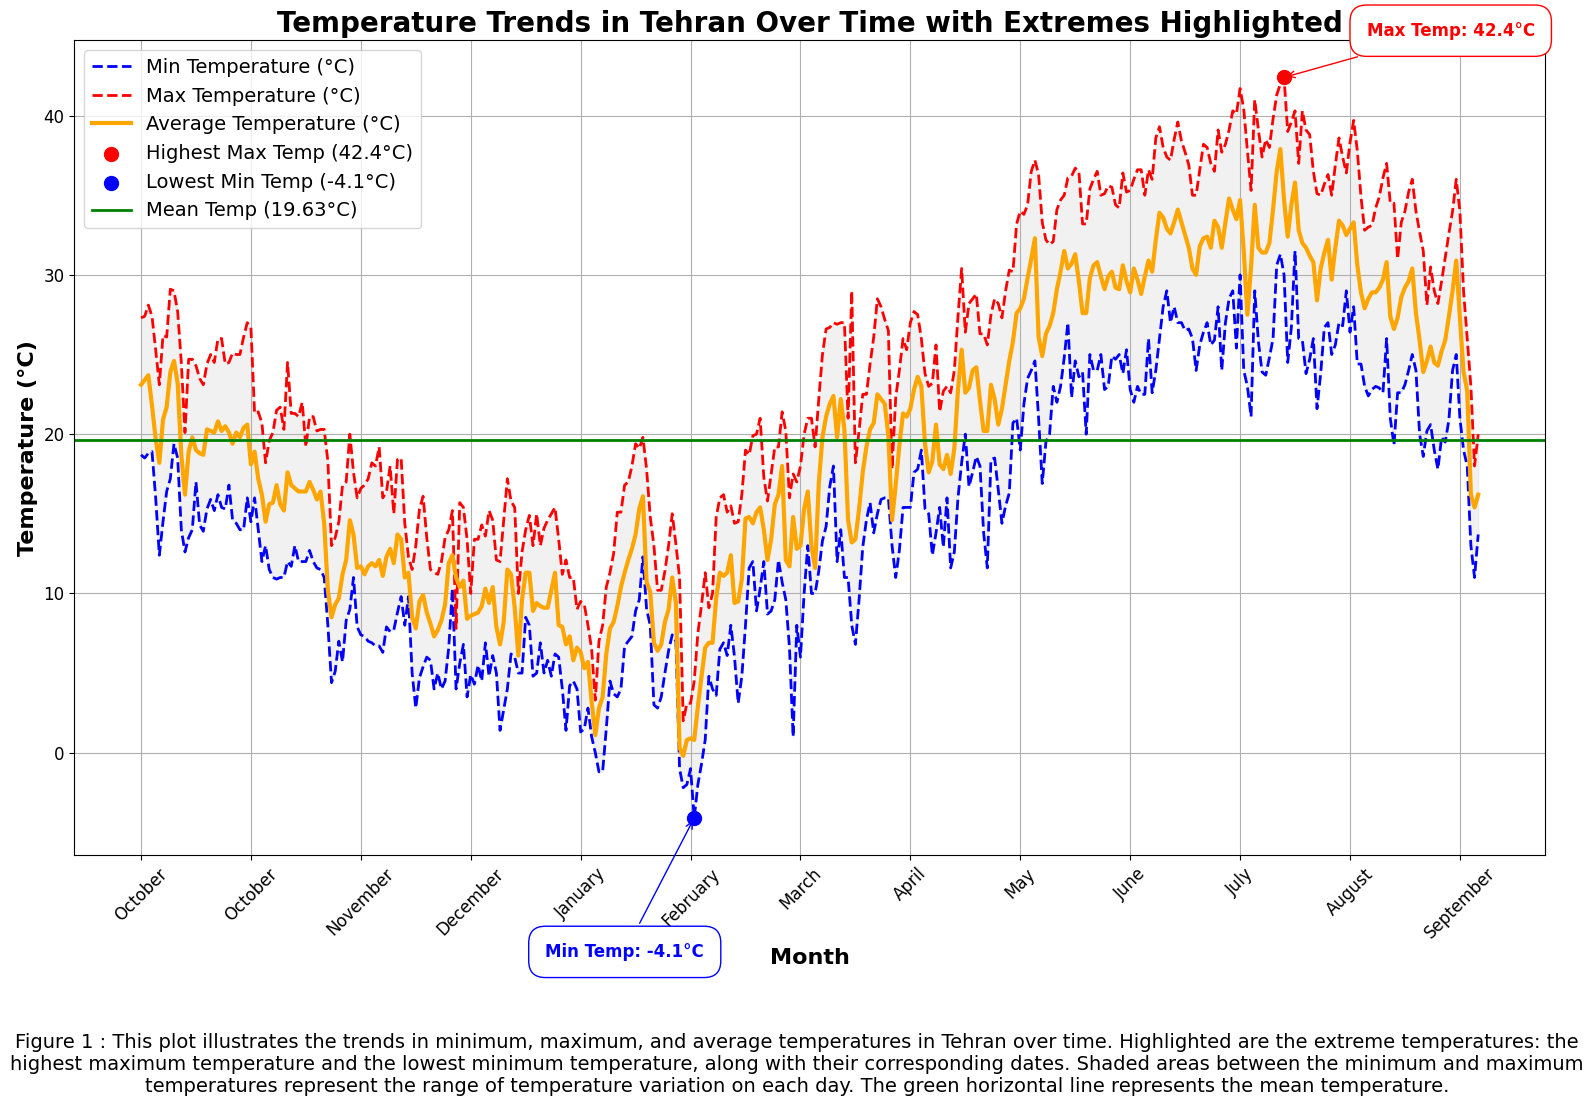 Temperature Trends in Tehran Over Time with Extremes Highlighted
Max Temp: 42.4°C
Min Temperature (°C)
Max Temperature (°C)
Average Temperature (°C)
Highest Max Temp (42.4°C)
Lowest Min Temp (-4.1°C)
Mean Temp (19.63°C)
Temperature (°C)
40
30
20
10
0
October
October
November
December
January
February
March
April
May
June
July
August
September
Min Temp: -4.1°C
Month
Figure 1 : This plot illustrates the trends in minimum, maximum, and average temperatures in Tehran over time. Highlighted are the extreme temperatures: the
highest maximum temperature and the lowest minimum temperature, along with their corresponding dates. Shaded areas between the minimum and maximum
temperatures represent the range of temperature variation on each day. The green horizontal line represents the mean temperature.